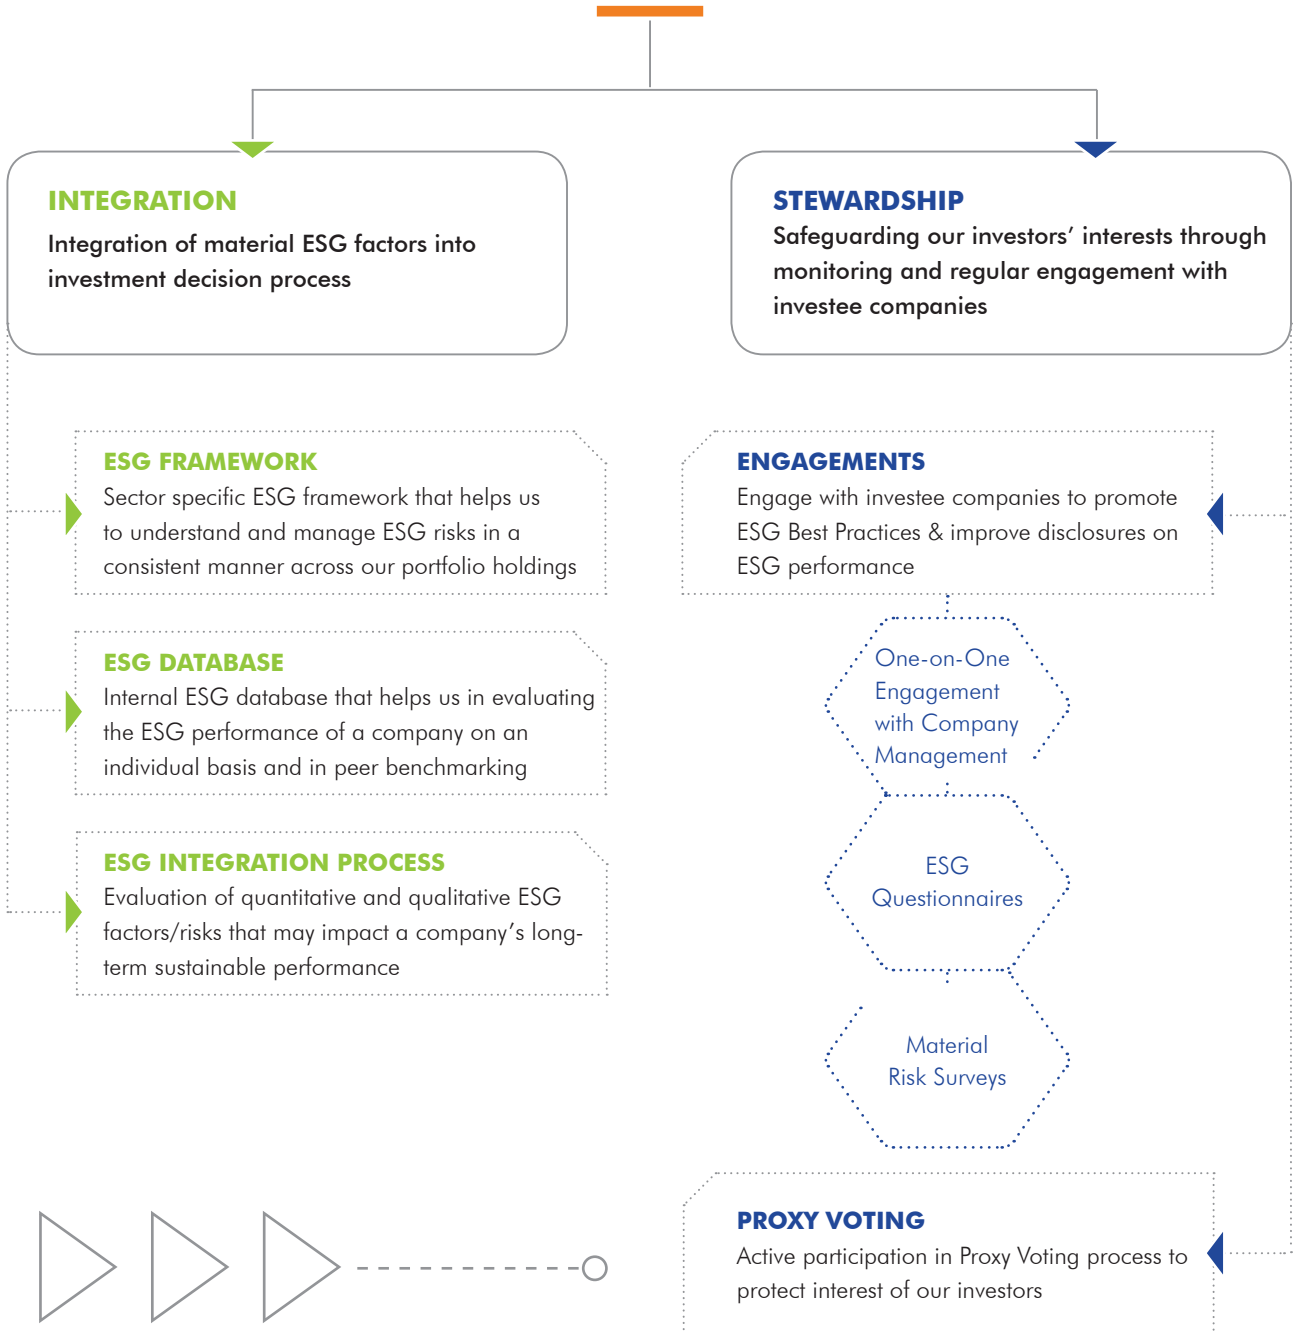 INTEGRATION
Integration of material ESG factors into
investment decision process
STEWARDSHIP
Safeguarding our investors' interests through
monitoring and regular engagement with
investee companies
ESG FRAMEWORK
Sector specific ESG framework that helps us
to understand and manage ESG risks in a
consistent manner across our portfolio holdings
ESG DATABASE
Internal ESG database that helps us in evaluating
the ESG performance of a company on an
individual basis and in peer benchmarking
ESG INTEGRATION PROCESS
Evaluation of quantitative and qualitative ESG
factors/risks that may impact a company's long-
term sustainable performance
ENGAGEMENTS
Engage with investee companies to promote
ESG Best Practices & improve disclosures on
ESG performance
One-on-One
Engagement
with Company
Management
ESG
Questionnaires
Material
Risk Surveys
PROXY VOTING
Active participation in Proxy Voting process to
protect interest of our investors